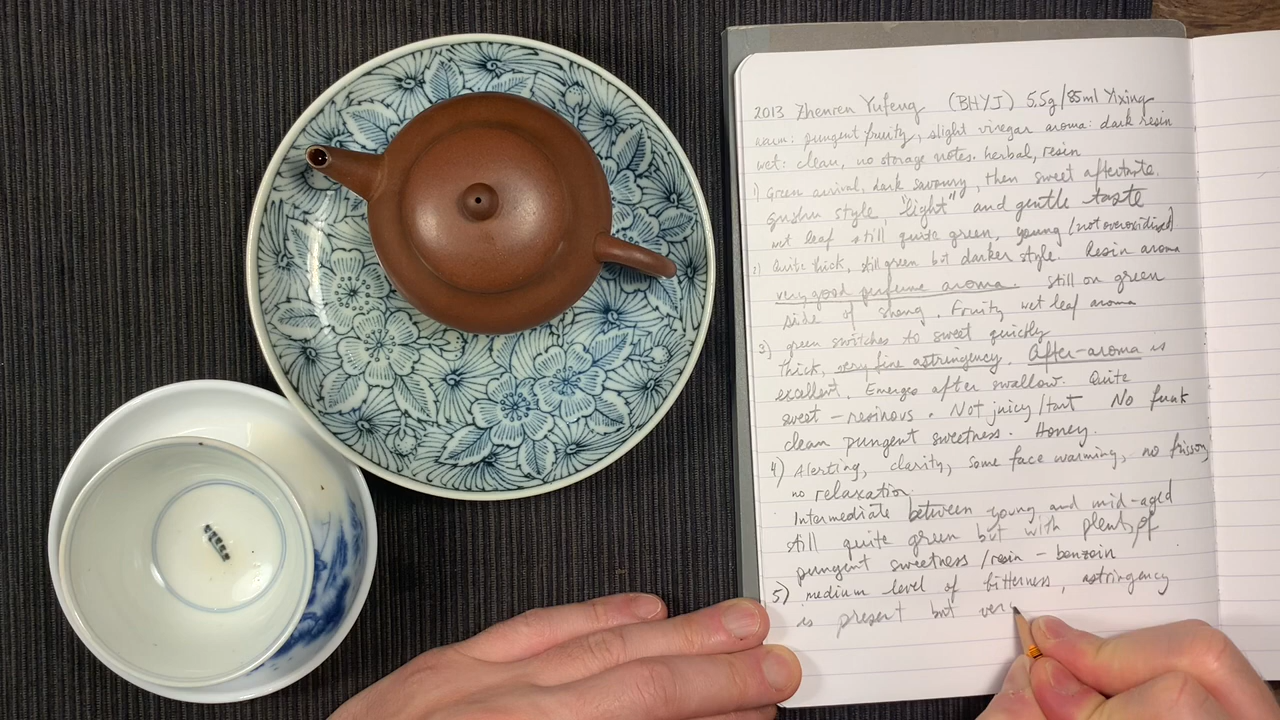 2013 Zhenren Yufeng (BHYJ) 5.5g/85ml Yixing
warm: pungent fruity, slight vinegar aroma: dark resin
wet: clean, no storage notes. herbal, resin
1) Green arrival, dark savoury, then sweet aftertaste.
gushu style, "light" and gentle taste
wet leaf still quite green, young (not overoxidised)
2) Quite thick, still green but darker style. Resin aroma
very good perfume aroma. still on green
side of sheng. Fruity wet leaf aroma
3) green switches to sweet quickly
Thick, very fine astringency. After-aroma is
excellent. Emerges after swallow. Quite
sweet - resinous. Not juicy/tart No funk
clean pungent sweetness. Honey.
4) Alerting, clarity, some face warming, no frisson,
no relaxation.
Intermediate between young and mid-aged
still quite green but with plenty of
pungent sweetness/resin - benzoin
5) medium level of bitterness, astringency
is present but very